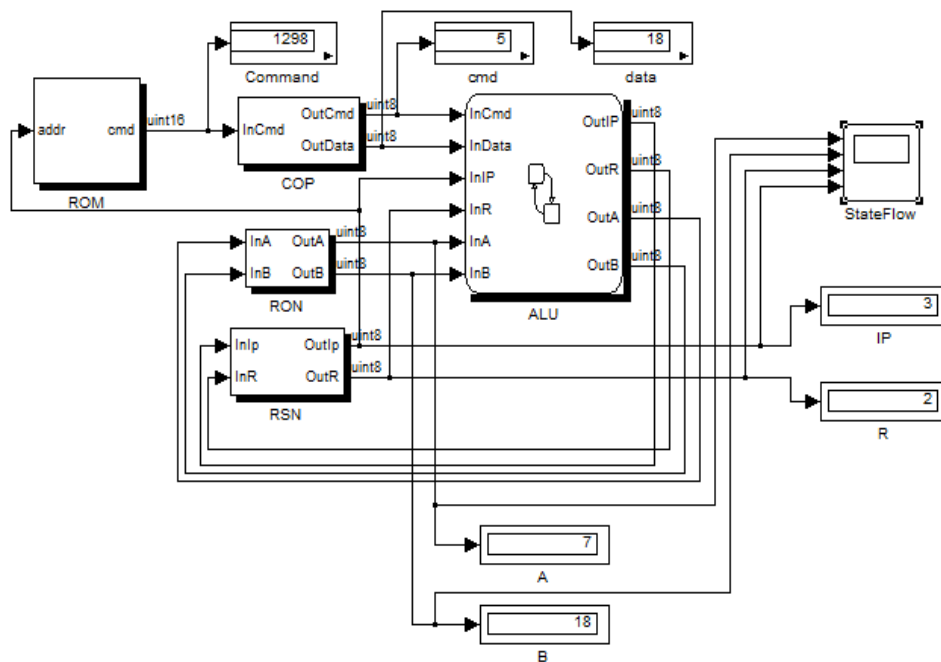 1298
Command
5
cmd
18
data
addr
cmd
uint16
ROM
InCmd
OutCmd
OutData
uint8
uint8
COP
InCmd
InData
InIP
InR
InA
InB
OutIP
OutR
OutA
OutB
uint8
uint8
uint8
uint8
ALU
StateFlow
InA
InB
OutA
OutB
uint8
uint8
RON
InIp
InR
OutIp
OutR
uint8
uint8
RSN
3
IP
2
R
7
A
18
B